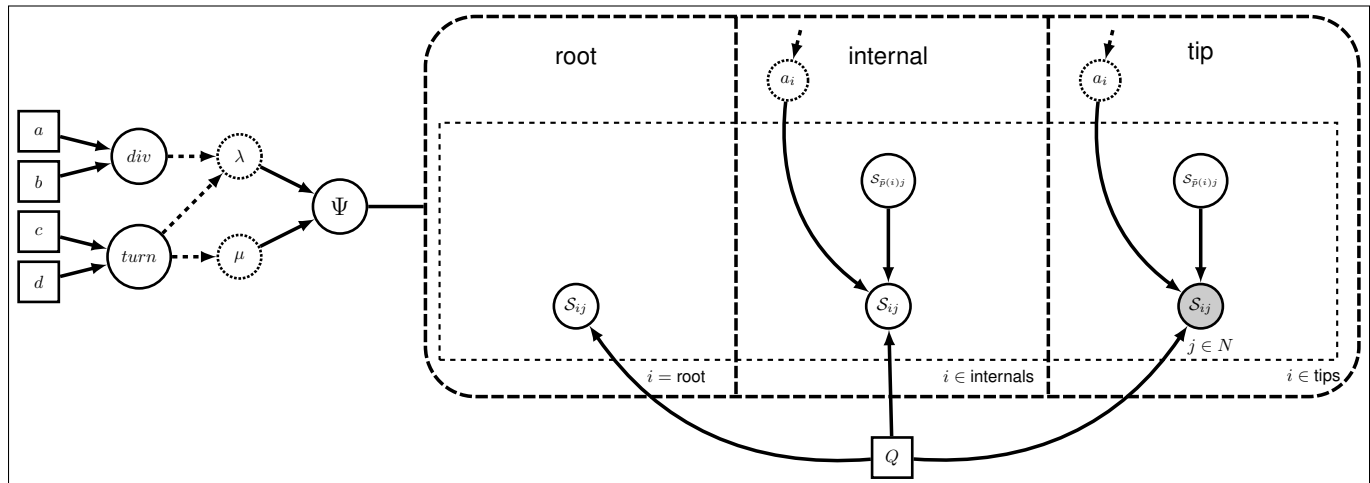 root
internal
tip
a_i
a_i
a
b
c
d
div
turn
λ
μ
Ψ
𝒮_{p̃(i)j}
𝒮_{p̃(i)j}
𝒮_{ij}
𝒮_{ij}
𝒮_{ij}
j ∈ N
i = root
i ∈ internals
i ∈ tips
Q